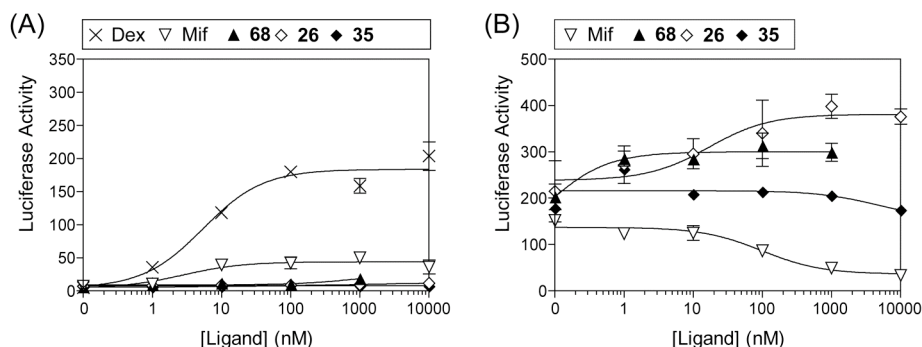 (A)
Dex Mif 68 26 35
350
300
250
200
150
100
50
0
Luciferase Activity
0 1 10 100 1000 10000
[Ligand] (nM)
(B)
Mif 68 26 35
500
400
300
200
100
0
Luciferase Activity
0 1 10 100 1000 10000
[Ligand] (nM)